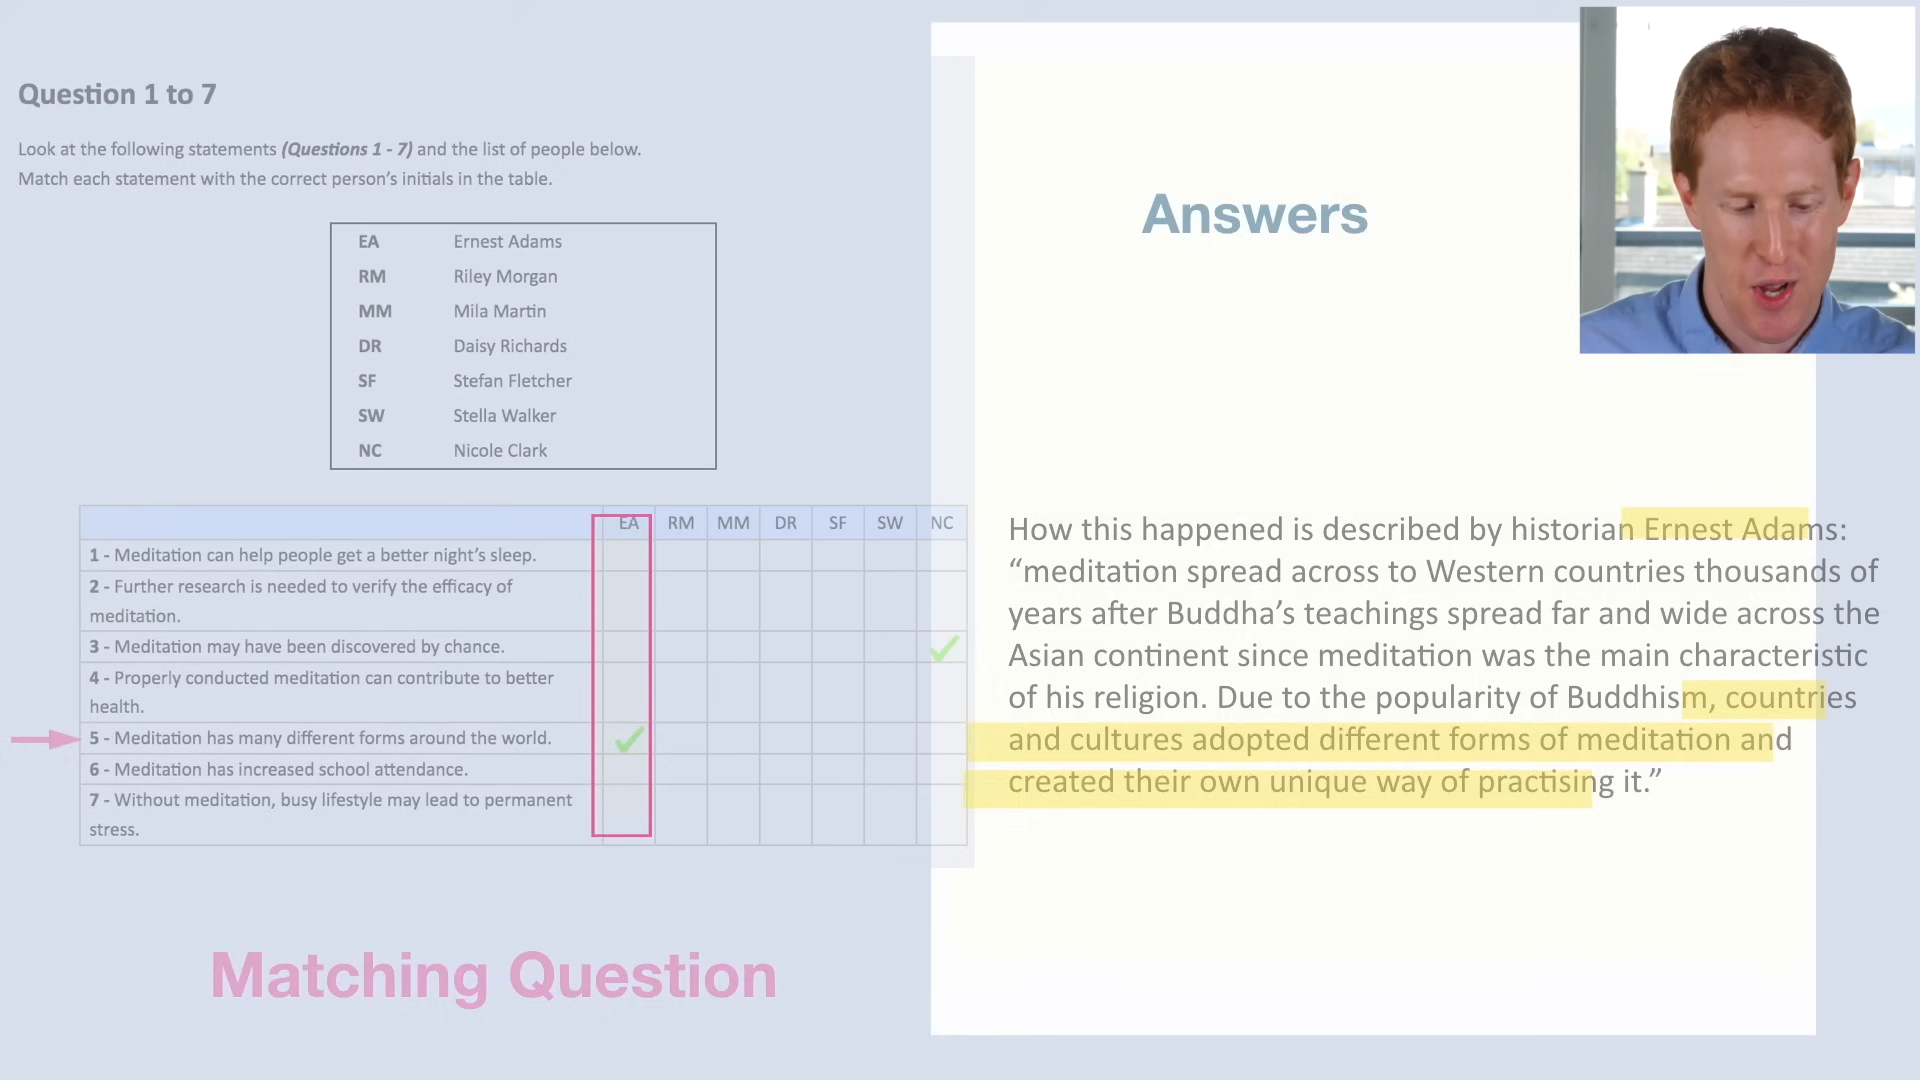 Question 1 to 7
Look at the following statements (Questions 1 - 7) and the list of people below.
Match each statement with the correct person's initials in the table.
EA Ernest Adams
RM Riley Morgan
MM Mila Martin
DR Daisy Richards
SF Stefan Fletcher
SW Stella Walker
NC Nicole Clark
EA RM MM DR SF SW NC
1 - Meditation can help people get a better night's sleep.
2 - Further research is needed to verify the efficacy of
meditation.
3 - Meditation may have been discovered by chance.
4 - Properly conducted meditation can contribute to better
health.
5 - Meditation has many different forms around the world.
6 - Meditation has increased school attendance.
7 - Without meditation, busy lifestyle may lead to permanent
stress.
Matching Question
Answers
How this happened is described by historian Ernest Adams:
“meditation spread across to Western countries thousands of
years after Buddha’s teachings spread far and wide across the
Asian continent since meditation was the main characteristic
of his religion. Due to the popularity of Buddhism, countries
and cultures adopted different forms of meditation and
created their own unique way of practising it.”